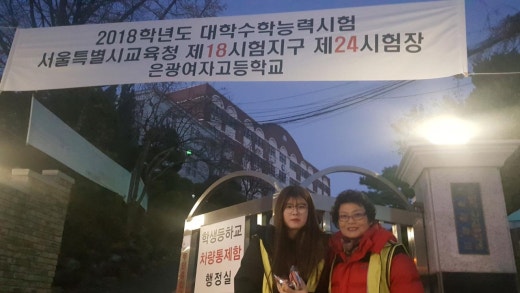 2018학년도 대학수학능력시험
서울특별시교육청 제18시험지구 제24시험장
은광여자고등학교
학생등하교
차량통제함
행정실